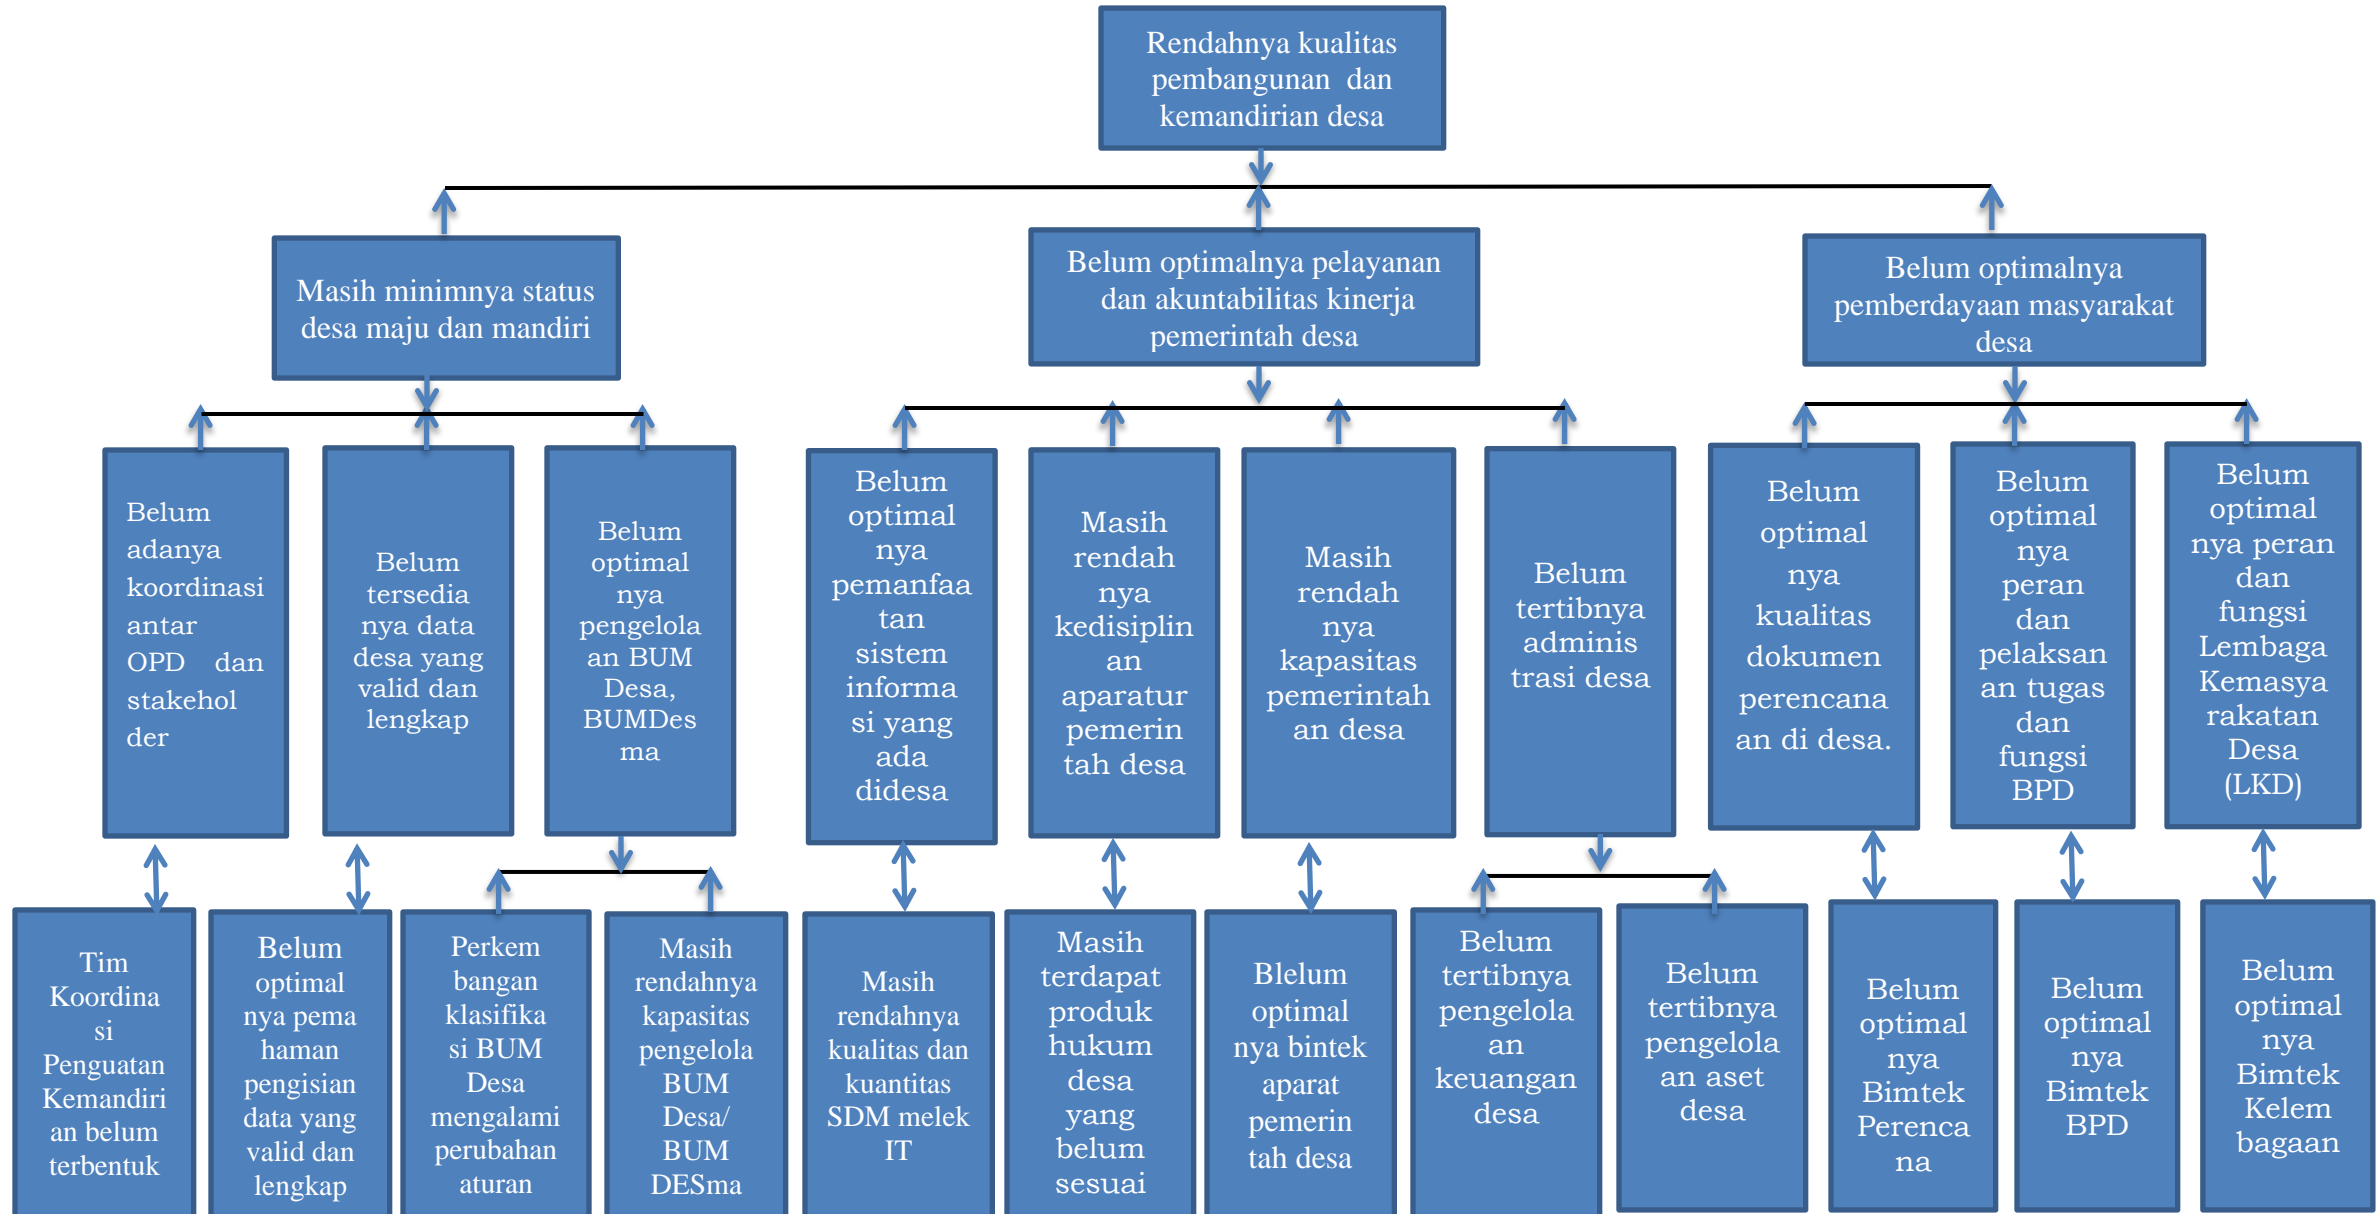 Rendahnya kualitas
pembangunan dan
kemandirian desa
Masih minimnya status
desa maju dan mandiri
Belum optimalnya pelayanan
dan akuntabilitas kinerja
pemerintah desa
Belum optimalnya
pemberdayaan masyarakat
desa
Belum
adanya
koordinasi
antar
OPD dan
stakehol
der
Belum
tersedia
nya data
desa yang
valid dan
lengkap
Belum
optimal
nya
pengelola
an BUM
Desa,
BUMDes
ma
Belum
optimal
nya
pemanfaa
tan
sistem
informa
si yang
ada
didesa
Masih
rendah
nya
kedisiplin
an
aparatur
pemerin
tah desa
Masih
rendah
nya
kapasitas
pemerintah
an desa
Belum
tertibnya
adminis
trasi desa
Belum
optimal
nya
kualitas
dokumen
perencana
an di desa.
Belum
optimal
nya
peran
dan
pelaksan
an tugas
dan
fungsi
BPD
Belum
optimal
nya peran
dan
fungsi
Lembaga
Kemasya
rakatan
Desa
(LKD)
Tim
Koordina
si
Penguatan
Kemandiri
an belum
terbentuk
Belum
optimal
nya pema
haman
pengisian
data yang
valid dan
lengkap
Perkem
bangan
klasifika
si BUM
Desa
mengalami
perubahan
aturan
Masih
rendahnya
kapasitas
pengelola
BUM
Desa/
BUM
DESma
Masih
rendahnya
kualitas dan
kuantitas
SDM melek
IT
Masih
terdapat
produk
hukum
desa
yang
belum
sesuai
Blelum
optimal
nya bintek
aparat
pemerin
tah desa
Belum
tertibnya
pengelola
an
keuangan
desa
Belum
tertibnya
pengelola
an aset
desa
Belum
optimal
nya
Bimtek
Perenca
na
Belum
optimal
nya
Bimtek
BPD
Belum
optimal
nya
Bimtek
Kelem
bagaan